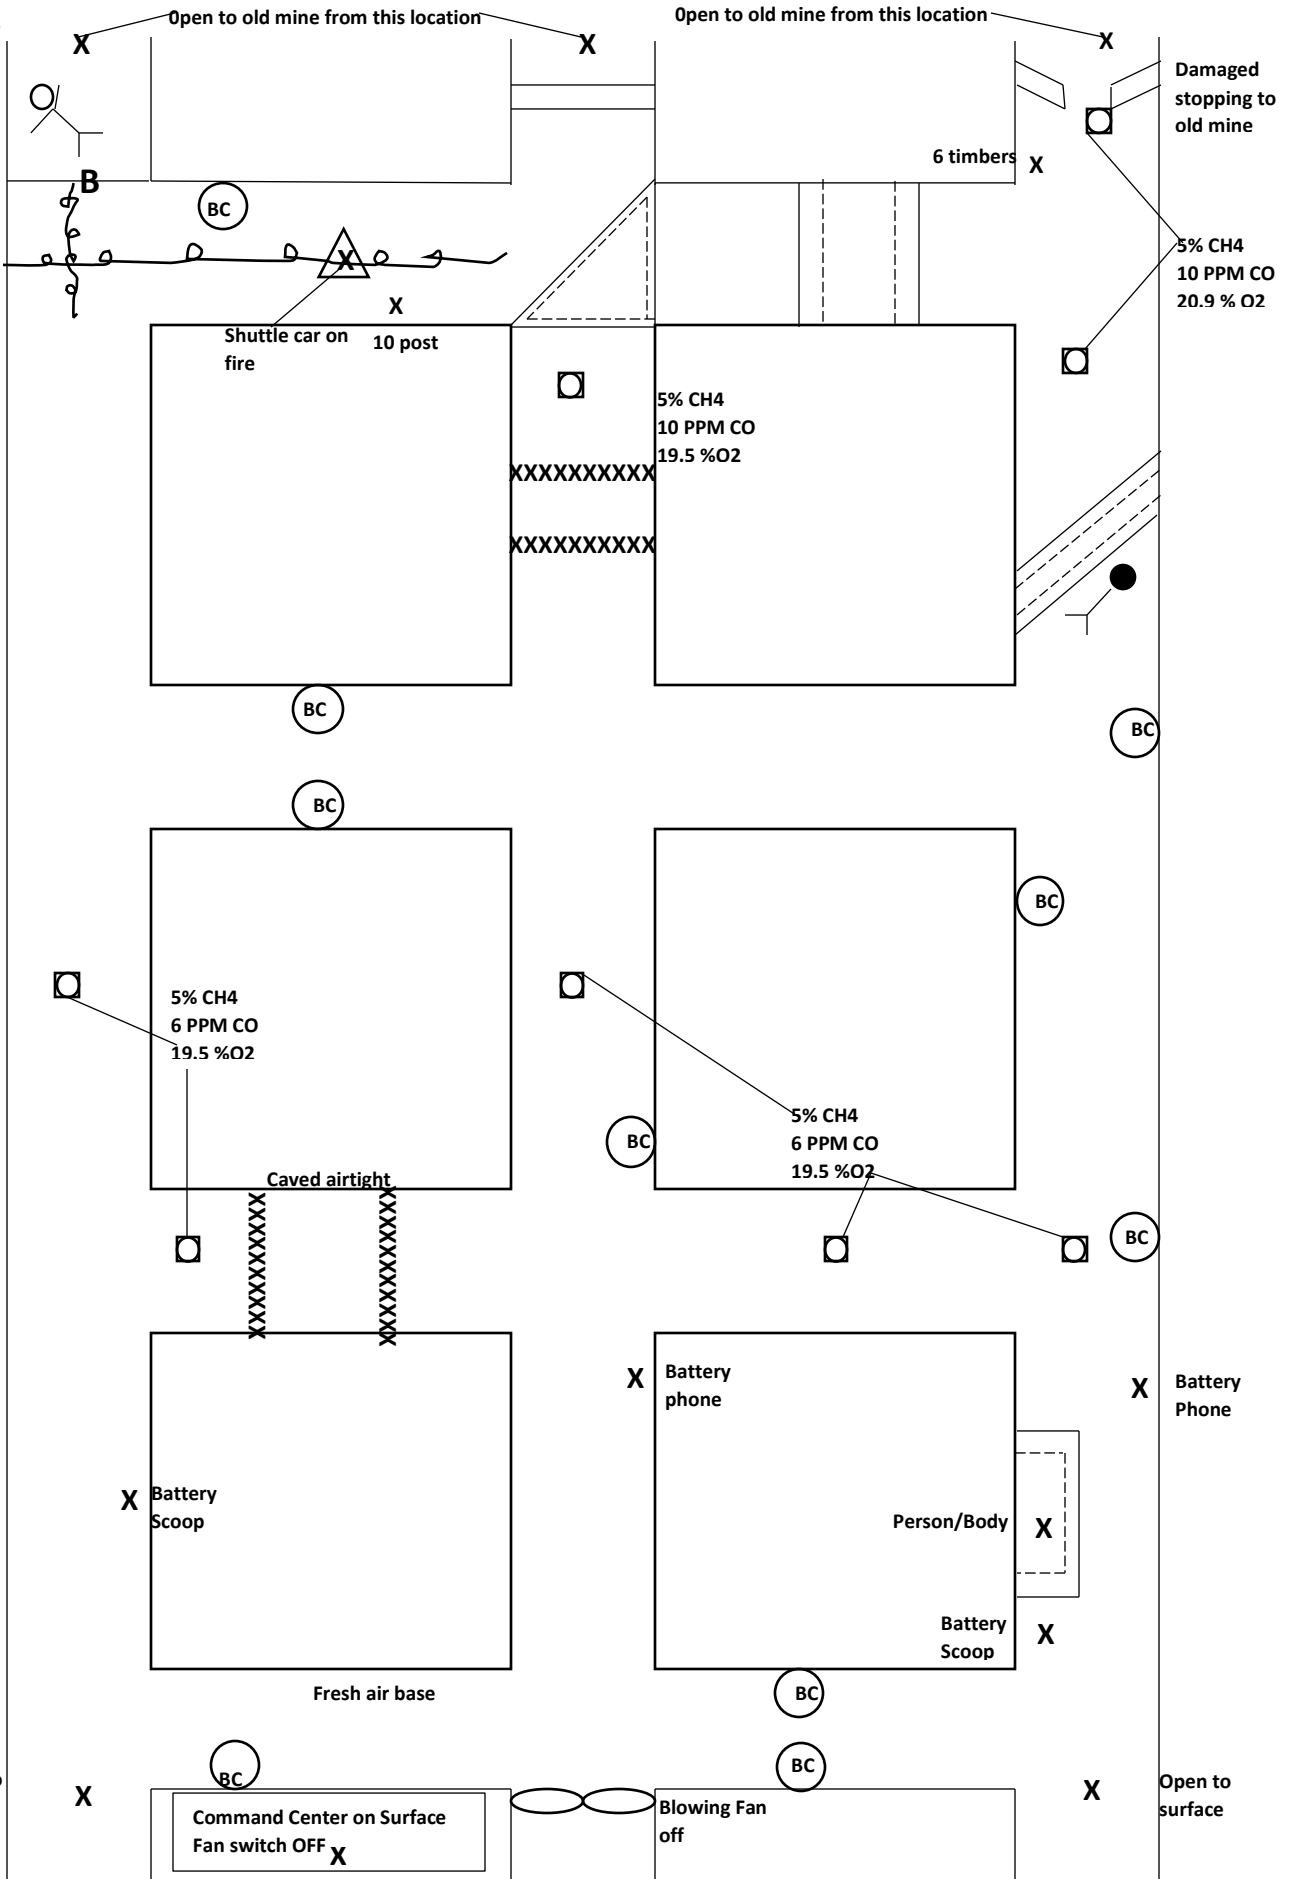 0pen to old mine from this location
0pen to old mine from this location
X
X
X
Damaged
stopping to
old mine
6 timbers
X
B
BC
X
5% CH4
10 PPM CO
20.9 % O2
X
Shuttle car on
fire
10 post
5% CH4
10 PPM CO
19.5 %O2
XXXXXXXXXX
XXXXXXXXXX
BC
BC
BC
BC
5% CH4
6 PPM CO
19.5 %O2
5% CH4
6 PPM CO
19.5 %O2
BC
Caved airtight
BC
X
Battery
phone
X
Battery
Phone
X
Battery
Scoop
Person/Body
X
Battery
Scoop
X
Fresh air base
BC
BC
BC
X
X
Open to
surface
Command Center on Surface
Fan switch OFF
X
Blowing Fan
off